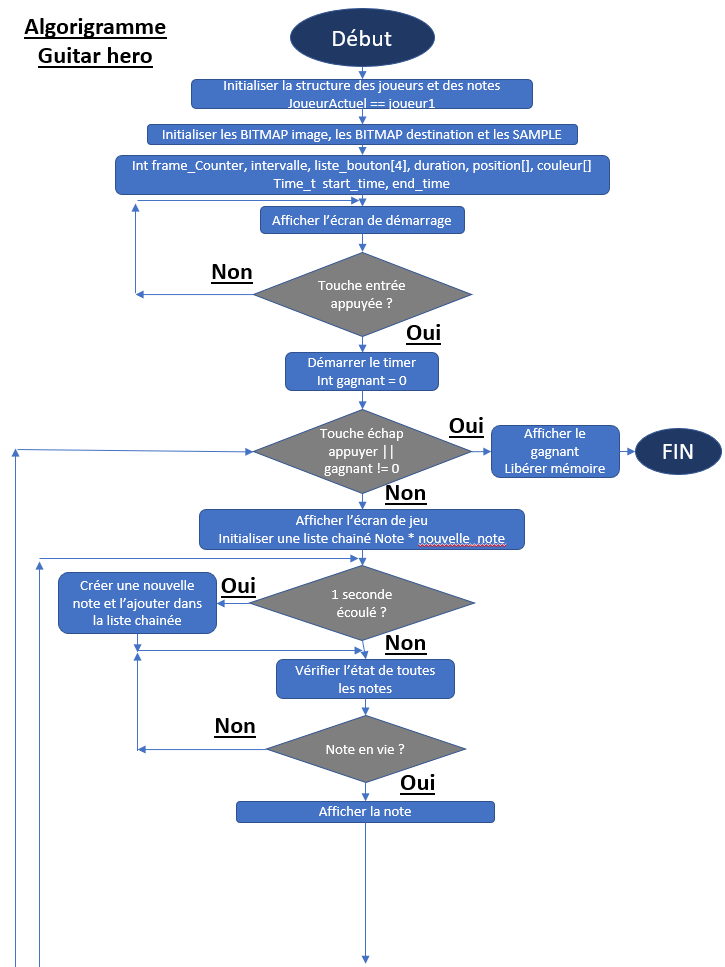 Algorigramme
Guitar hero
Début
Initialiser la structure des joueurs et des notes
JoueurActuel == joueur1
Initialiser les BITMAP image, les BITMAP destination et les SAMPLE
Int frame_Counter, intervalle, liste_bouton[4], duration, position[], couleur[]
Time_t start_time, end_time
Afficher l’écran de démarrage
Non
Touche entrée
appuyée ?
Oui
Démarrer le timer
Int gagnant = 0
Touche échap
appuyer ||
gagnant != 0
Oui
Afficher le
gagnant
Libérer mémoire
FIN
Non
Afficher l’écran de jeu
Initialiser une liste chainé Note * nouvelle_note
Créer une nouvelle
note et l’ajouter dans
la liste chainée
Oui
1 seconde
écoulé ?
Non
Vérifier l’état de toutes
les notes
Non
Note en vie ?
Oui
Afficher la note